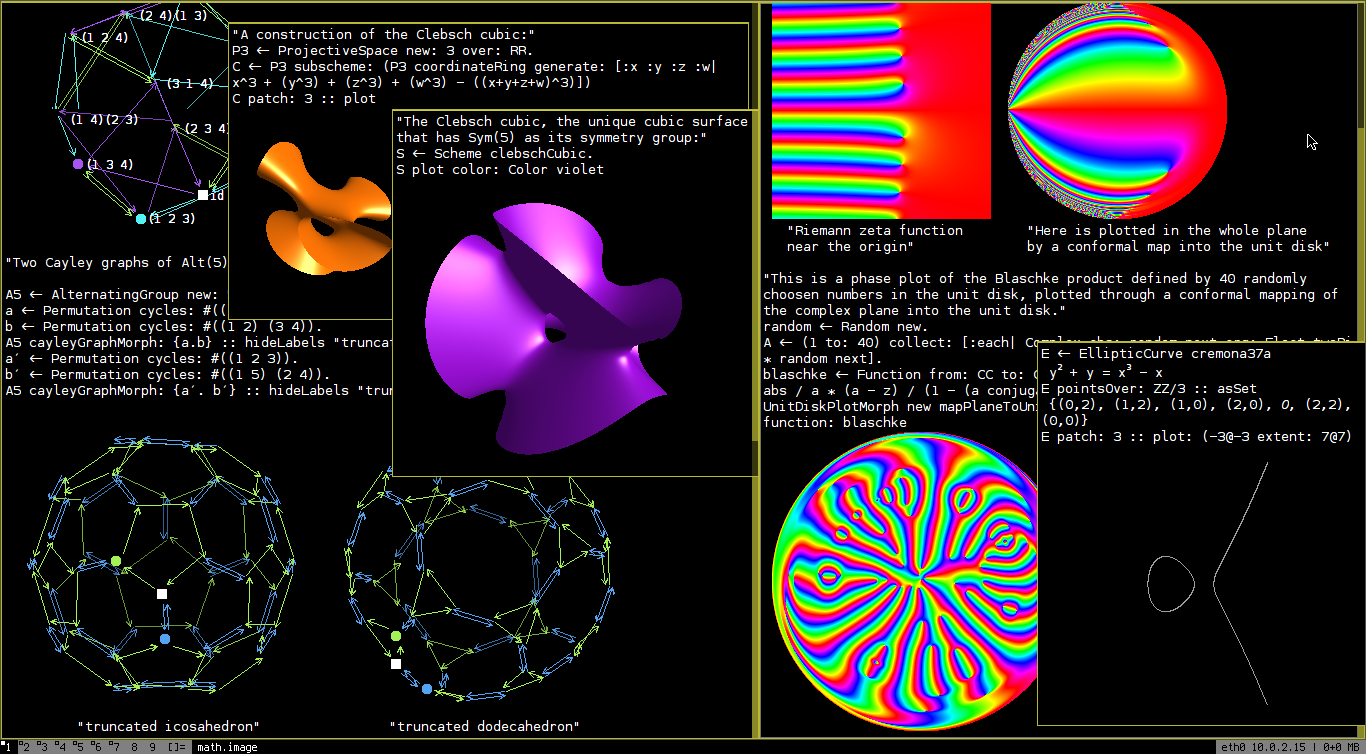 (2 4)(1 3)
(1 2 4)
(3 1 4)
(1 4)(2 3)
(2 3 4)
(1 3 4)
id
(1 2 3)
"Two Cayley graphs of Alt(5)
A5 ← AlternatingGroup new:
a ← Permutation cycles: #((
b ← Permutation cycles: #((1 2) (3 4)).
A5 cayleyGraphMorph: {a.b} :: hideLabels "truncat
a′ ← Permutation cycles: #((1 2 3)).
b′ ← Permutation cycles: #((1 5) (2 4)).
A5 cayleyGraphMorph: {a′. b′} :: hideLabels "trun
"truncated icosahedron"
"truncated dodecahedron"
"A construction of the Clebsch cubic:"
P3 ← ProjectiveSpace new: 3 over: RR.
C ← P3 subscheme: (P3 coordinateRing generate: [:x :y :z :w|
x^3 + (y^3) + (z^3) + (w^3) − ((x+y+z+w)^3)])
C patch: 3 :: plot
"The Clebsch cubic, the unique cubic surface
that has Sym(5) as its symmetry group:"
S ← Scheme clebschCubic.
S plot color: Color violet
"Riemann zeta function
near the origin"
"Here is plotted in the whole plane
by a conformal map into the unit disk"
"This is a phase plot of the Blaschke product defined by 40 randomly
choosen numbers in the unit disk, plotted through a conformal mapping of
the complex plane into the unit disk."
random ← Random new.
A ← (1 to: 40) collect: [:each|
* random next].
blaschke ← Function from: CC to:
abs / a * (a − z) / (1 − (a conjug
UnitDiskPlotMorph new mapPlaneToUni
function: blaschke
E ← EllipticCurve cremona37a
y² + y = x³ − x
E pointsOver: ZZ/3 :: asSet
{(0,2), (1,2), (1,0), (2,0), O, (2,2),
(0,0)}
E patch: 3 :: plot: (−3@−3 extent: 7@7)
1 2 3 4 5 6 7 8 9 []= math.image
eth0 10.0.2.15 | 0+0 MB